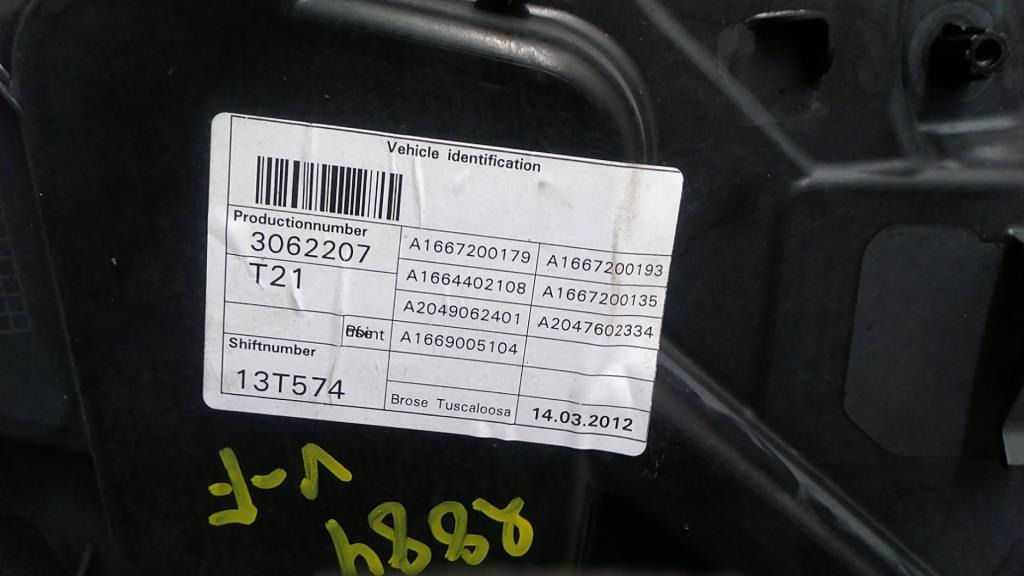 Vehicle identification
Productionnumber
3062207
T21
A1667200179 A1667200193
A1664402108 A1667200135
A2049062401 A2047602334
A1669005104
Shiftnumber
13T574
Brose Tuscaloosa 14.03.2012